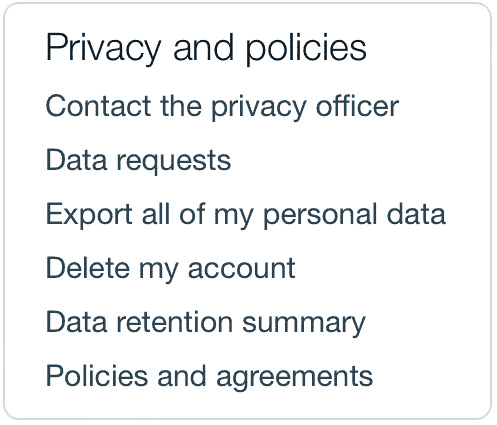 Privacy and policies
Contact the privacy officer
Data requests
Export all of my personal data
Delete my account
Data retention summary
Policies and agreements